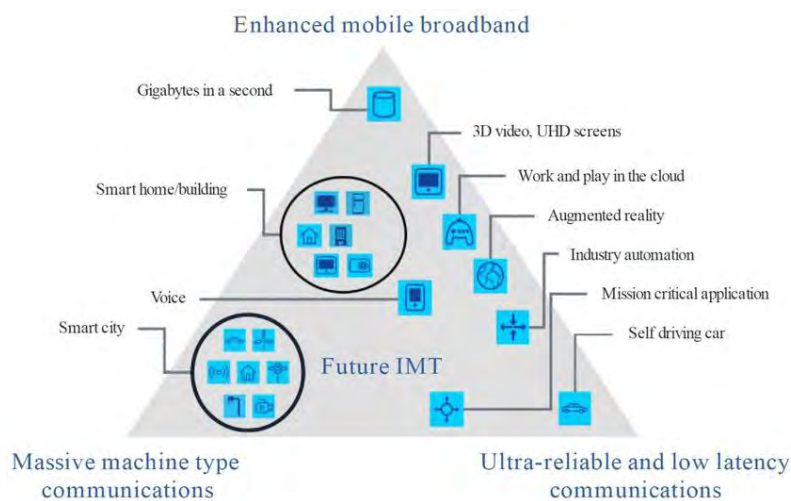 Enhanced mobile broadband
Gigabytes in a second
3D video, UHD screens
Work and play in the cloud
Smart home/building
Augmented reality
Industry automation
Mission critical application
Voice
Smart city
Self driving car
Future IMT
Massive machine type
communications
Ultra-reliable and low latency
communications